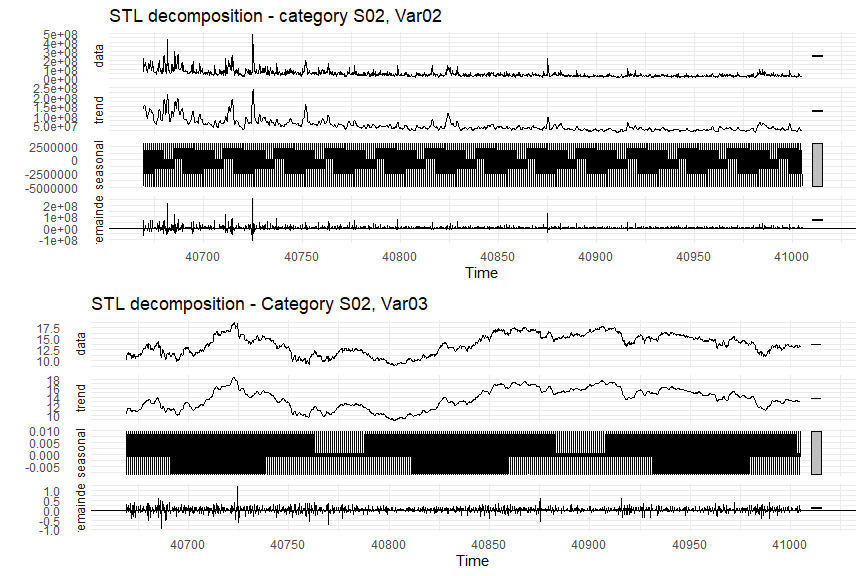 STL decomposition - category S02, Var02
5e+08
4e+08
3e+08
2e+08
1e+08
0e+00
data
2.5e+08
2.0e+08
1.5e+08
1.0e+08
5.0e+07
trend
2500000
0
-2500000
-5000000
seasonal
2e+08
1e+08
0e+00
-1e+08
emainde
40700 40750 40800 40850 40900 40950 41000
Time
STL decomposition - Category S02, Var03
17.5
15.0
12.5
10.0
data
18
16
14
12
10
trend
0.010
0.005
0.000
-0.005
seasonal
1.0
0.5
0.0
-0.5
-1.0
emainde
40700 40750 40800 40850 40900 40950 41000
Time